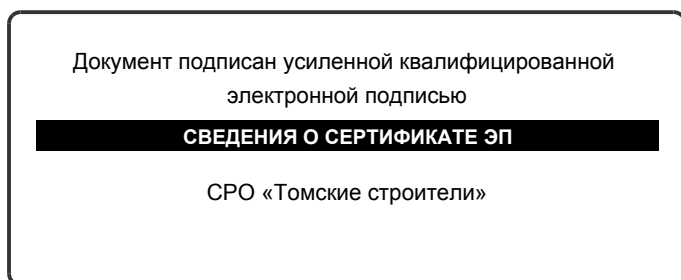 Документ подписан усиленной квалифицированной
электронной подписью
СВЕДЕНИЯ О СЕРТИФИКАТЕ ЭП
СРО «Томские строители»